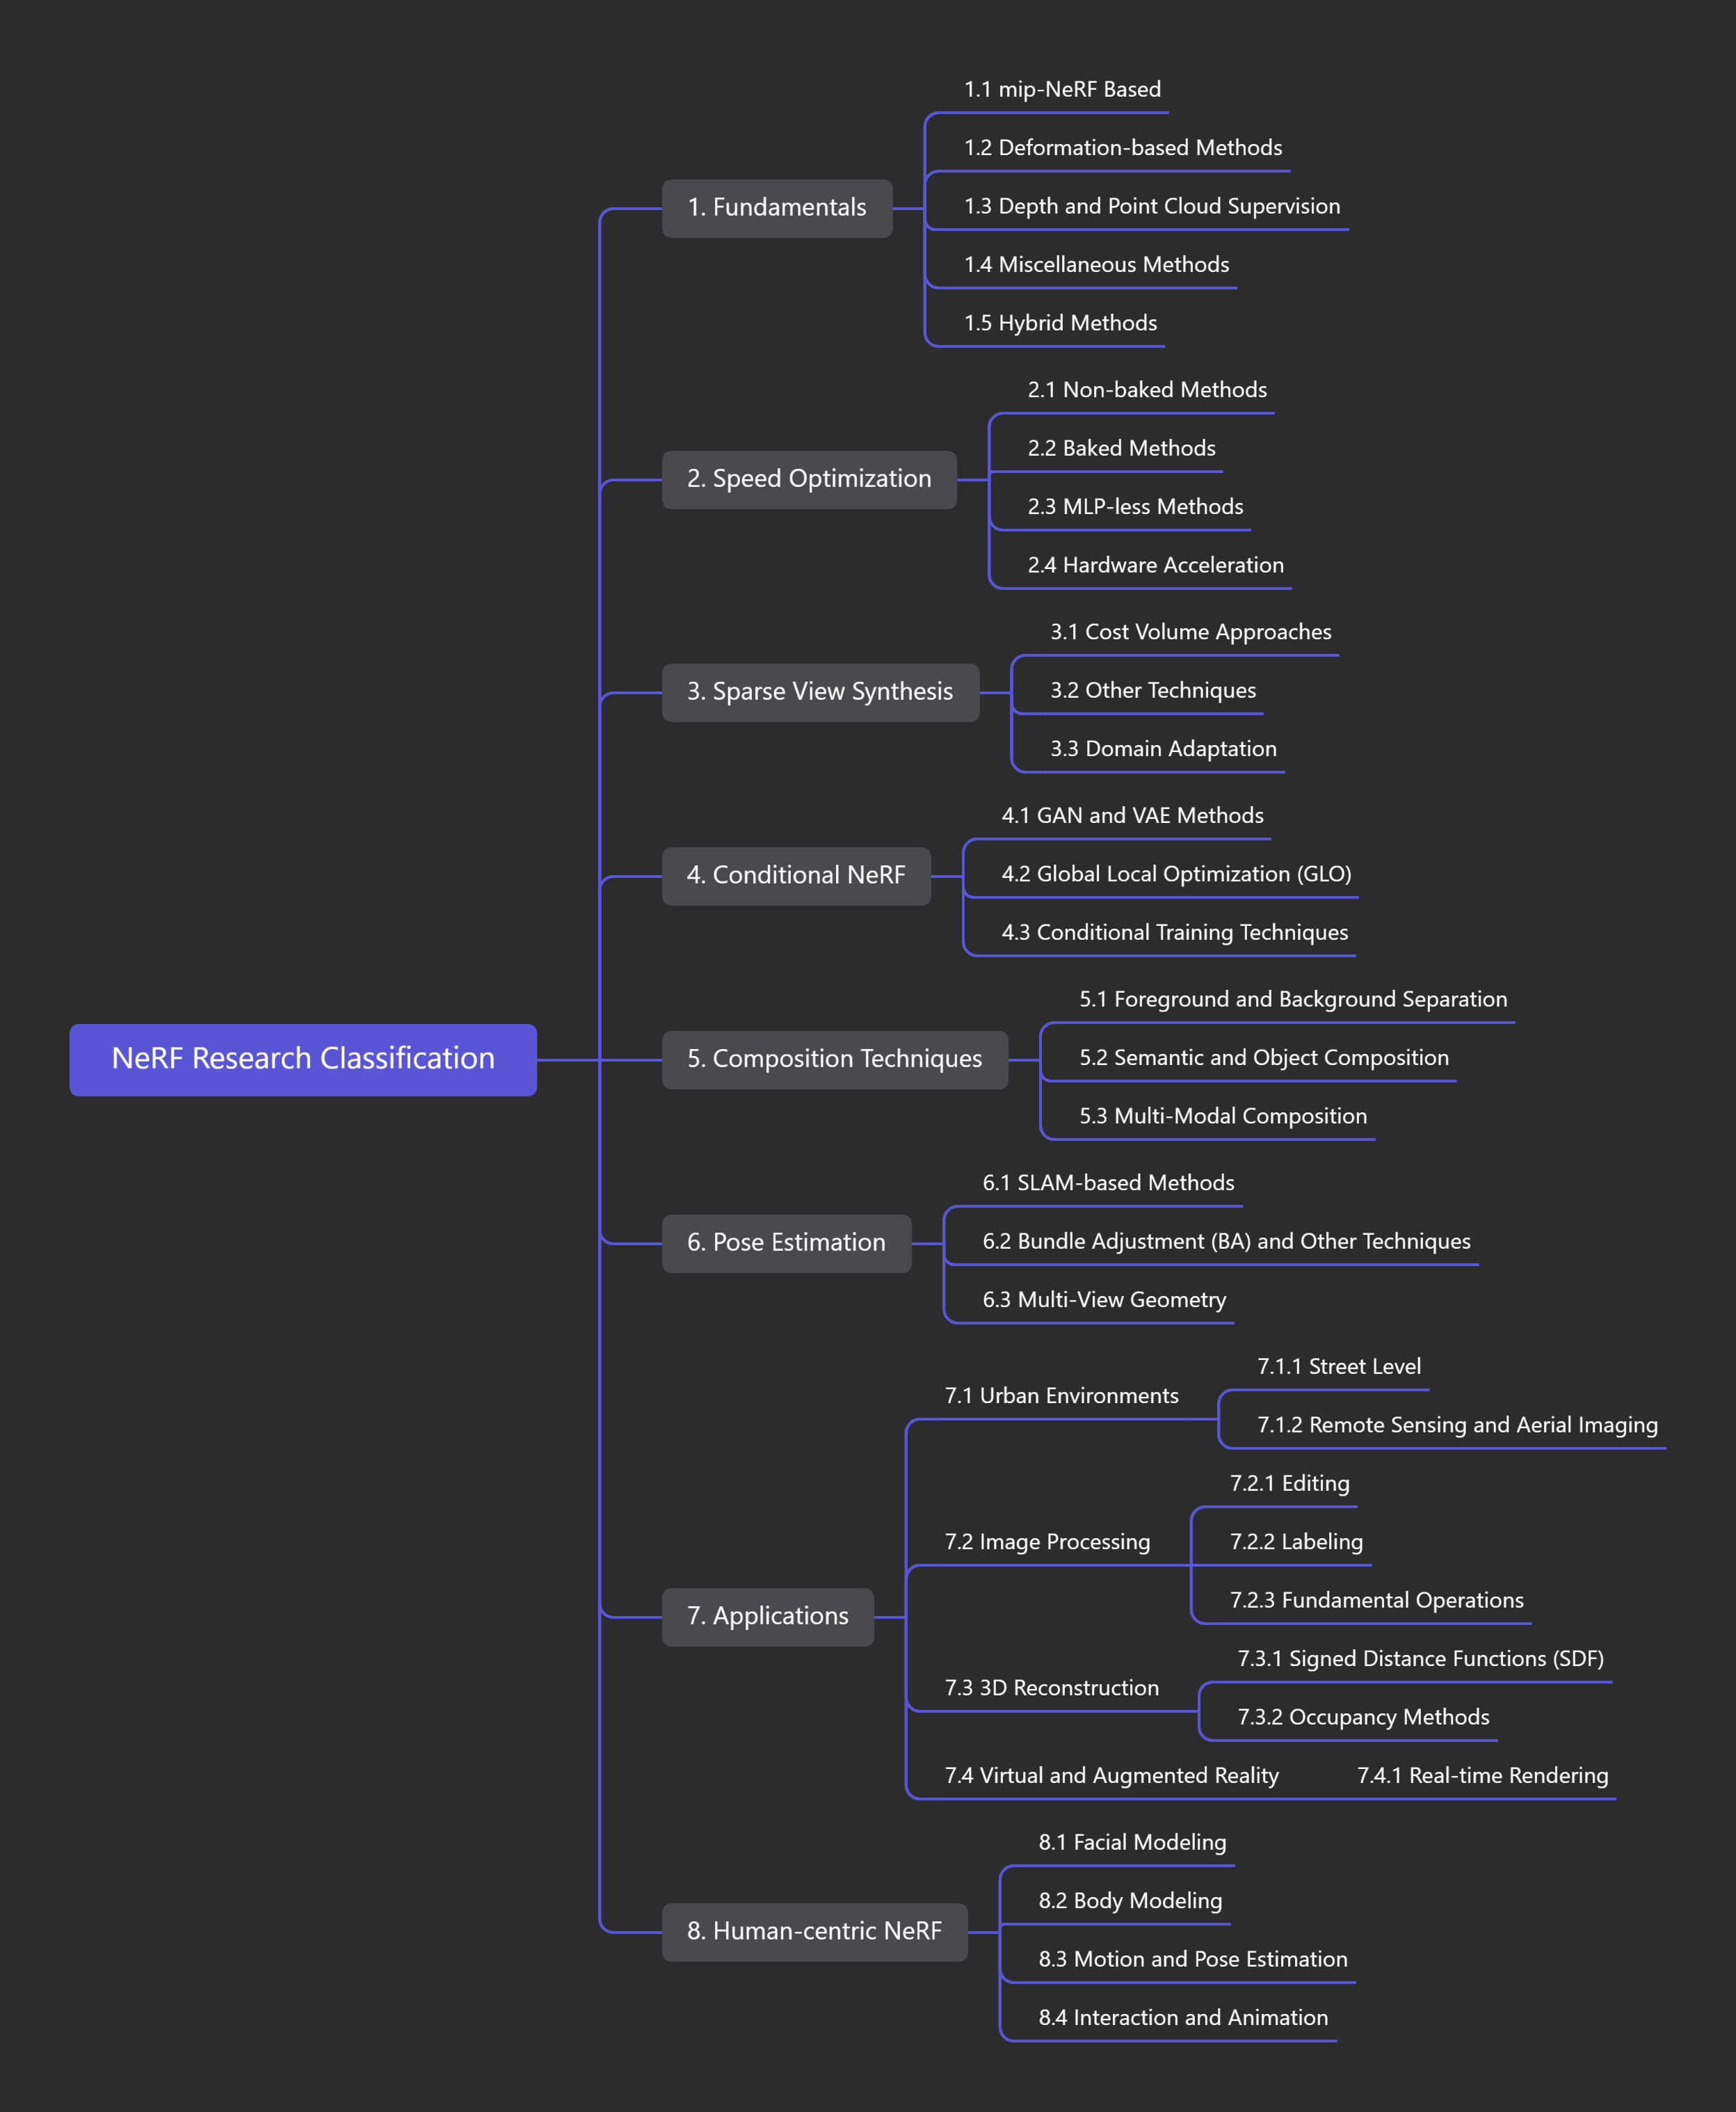 NeRF Research Classification
1. Fundamentals
1.1 mip-NeRF Based
1.2 Deformation-based Methods
1.3 Depth and Point Cloud Supervision
1.4 Miscellaneous Methods
1.5 Hybrid Methods
2. Speed Optimization
2.1 Non-baked Methods
2.2 Baked Methods
2.3 MLP-less Methods
2.4 Hardware Acceleration
3. Sparse View Synthesis
3.1 Cost Volume Approaches
3.2 Other Techniques
3.3 Domain Adaptation
4. Conditional NeRF
4.1 GAN and VAE Methods
4.2 Global Local Optimization (GLO)
4.3 Conditional Training Techniques
5. Composition Techniques
5.1 Foreground and Background Separation
5.2 Semantic and Object Composition
5.3 Multi-Modal Composition
6. Pose Estimation
6.1 SLAM-based Methods
6.2 Bundle Adjustment (BA) and Other Techniques
6.3 Multi-View Geometry
7. Applications
7.1 Urban Environments
7.1.1 Street Level
7.1.2 Remote Sensing and Aerial Imaging
7.2 Image Processing
7.2.1 Editing
7.2.2 Labeling
7.2.3 Fundamental Operations
7.3 3D Reconstruction
7.3.1 Signed Distance Functions (SDF)
7.3.2 Occupancy Methods
7.4 Virtual and Augmented Reality
7.4.1 Real-time Rendering
8. Human-centric NeRF
8.1 Facial Modeling
8.2 Body Modeling
8.3 Motion and Pose Estimation
8.4 Interaction and Animation